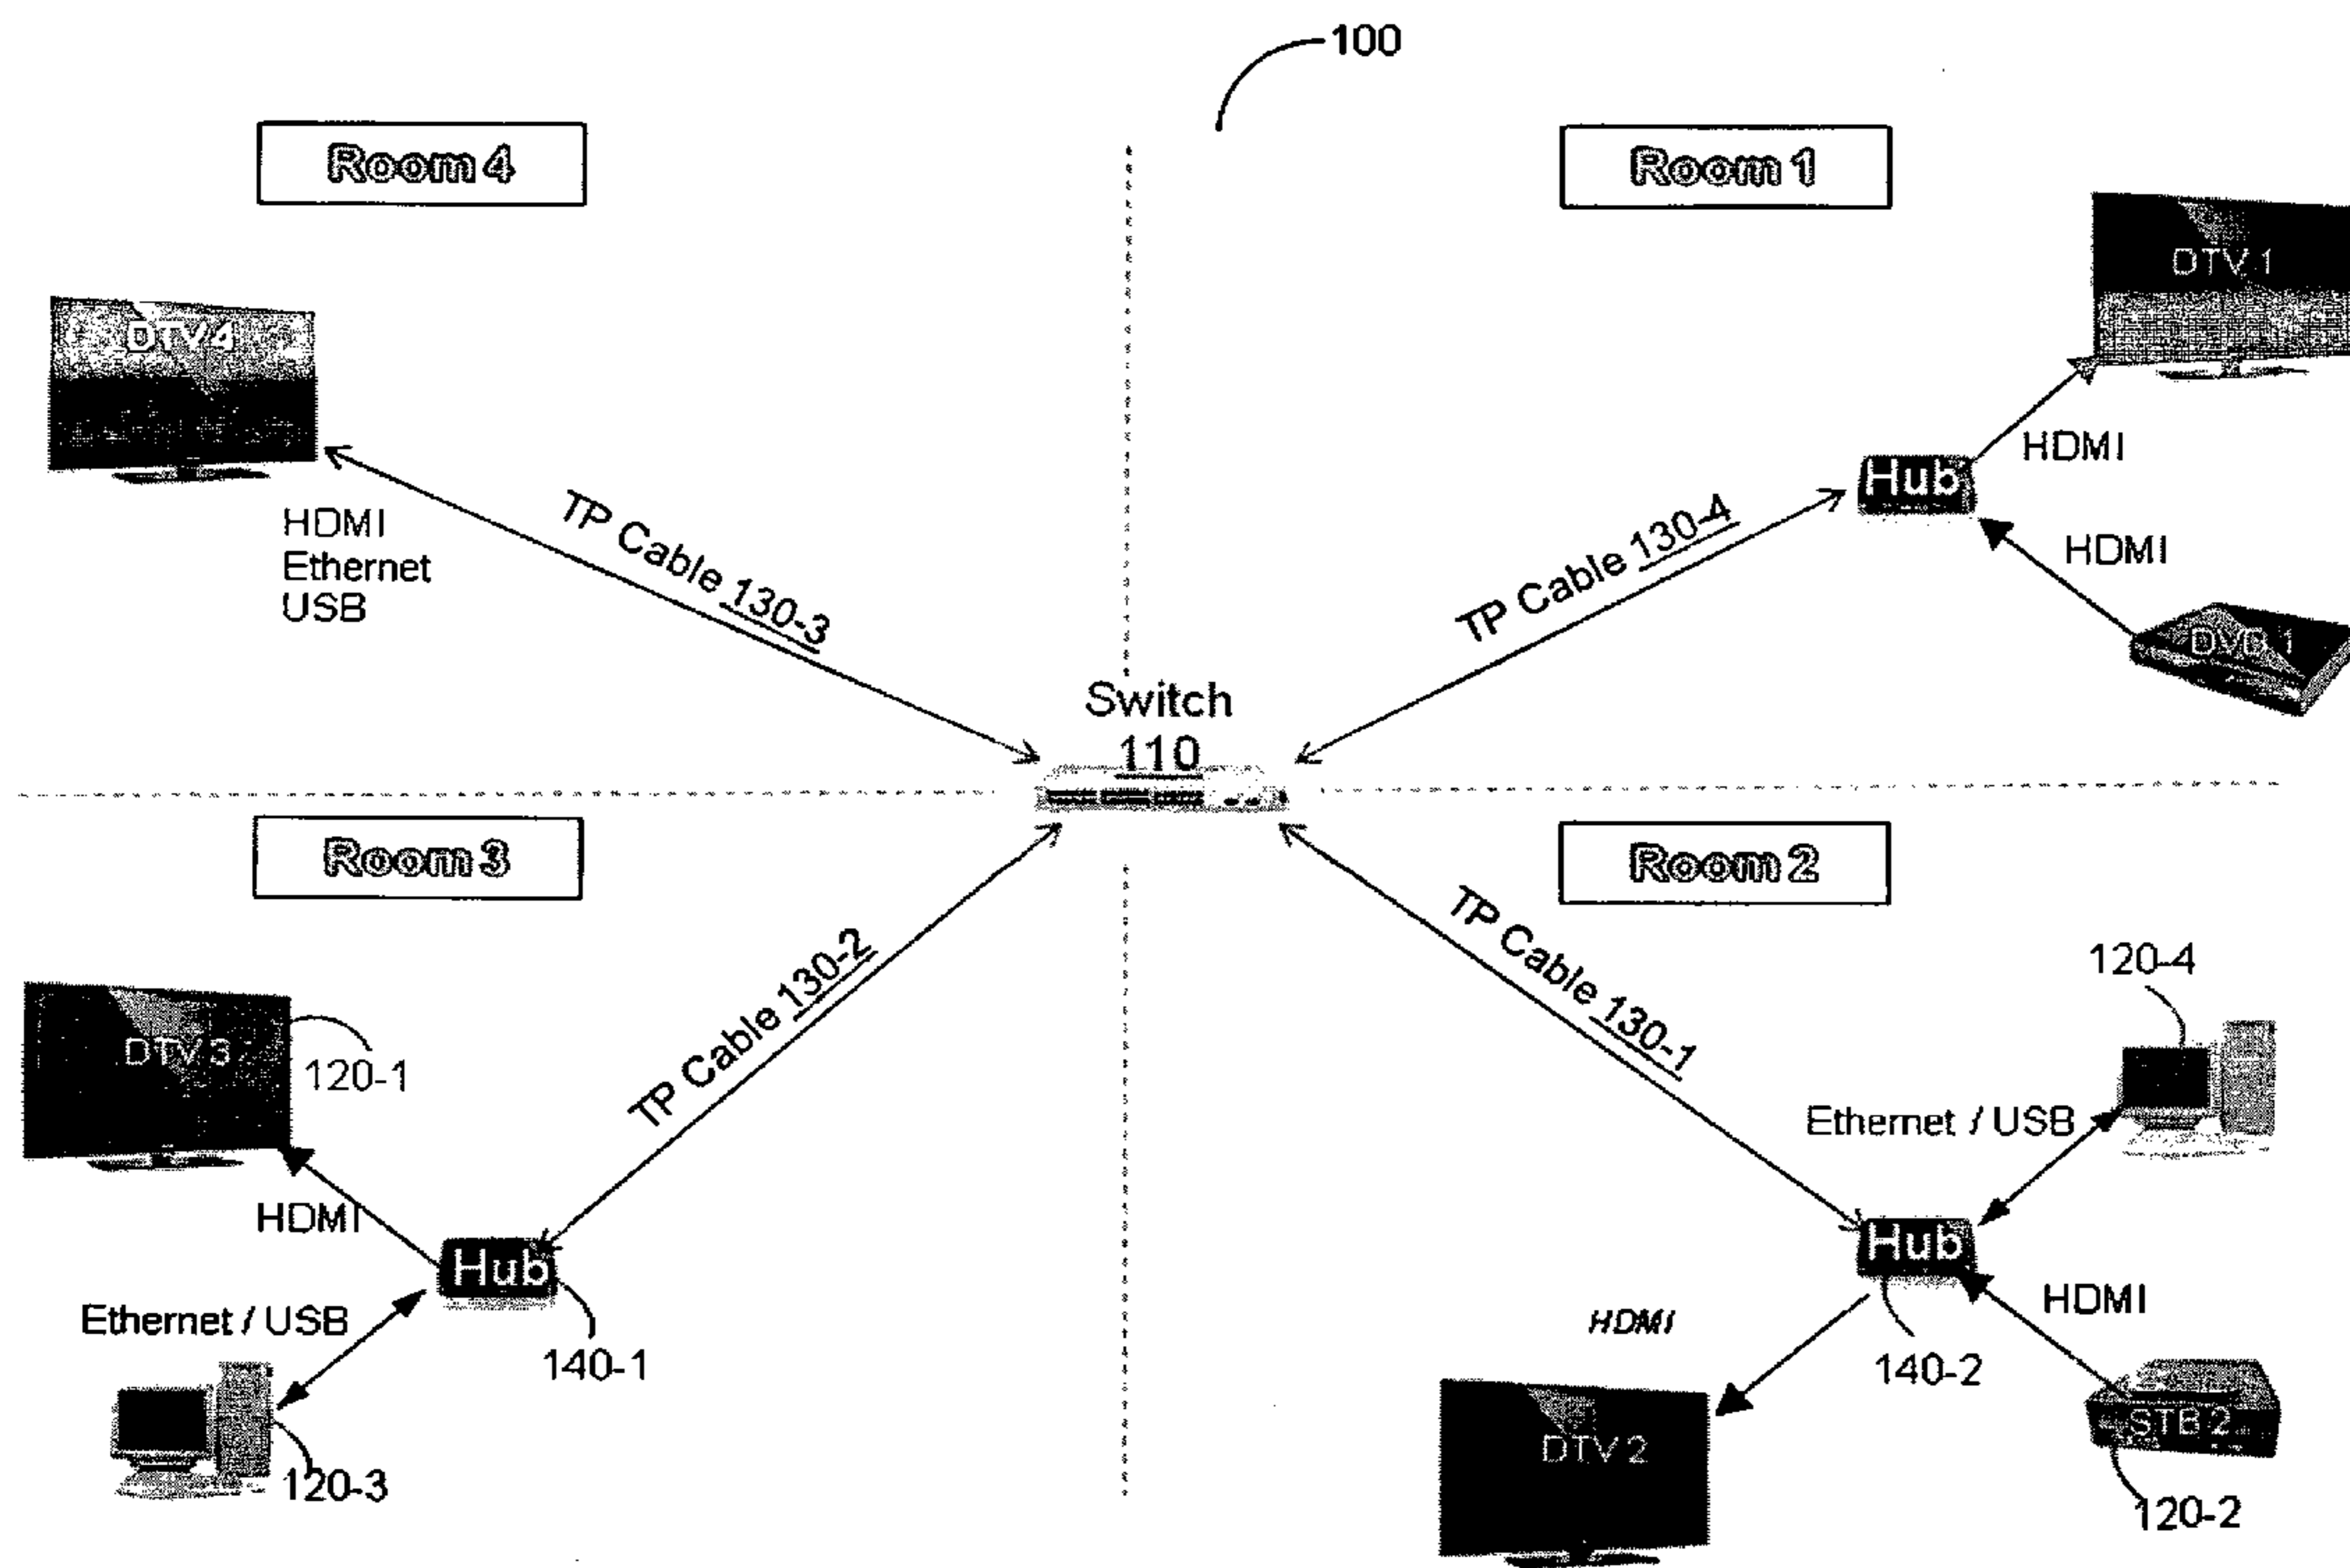 100
Room 4
Room 1
DTV 1
DTV 4
HDMI
Hub
HDMI
Ethernet
USB
TP Cable 130-3
TP Cable 130-4
HDMI
DVD 1
Switch
110
Room 3
Room 2
TP Cable 130-2
TP Cable 130-1
120-4
DTV 3
120-1
Ethernet / USB
HDMI
Hub
Hub
HDMI
Ethernet / USB
HDMI
140-1
140-2
DTV 2
STB 2
120-3
120-2